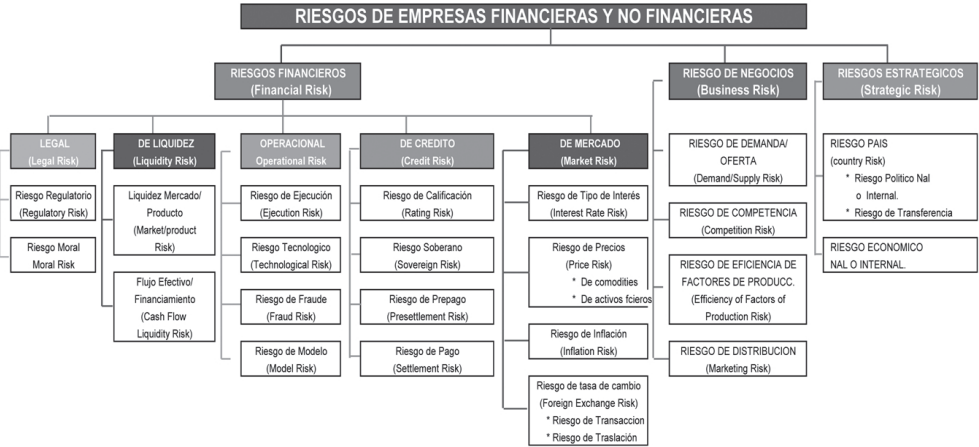 RIESGOS DE EMPRESAS FINANCIERAS Y NO FINANCIERAS
RIESGOS FINANCIEROS
(Financial Risk)
LEGAL
(Legal Risk)
Riesgo Regulatorio
(Regulatory Risk)
Riesgo Moral
Moral Risk
DE LIQUIDEZ
(Liquidity Risk)
Liquidez Mercado/
Producto
(Market/product
Risk)
Flujo Efectivo/
Financiamiento
(Cash Flow
Liquidity Risk)
OPERACIONAL
Operational Risk
Riesgo de Ejecución
(Ejecution Risk)
Riesgo Tecnologico
(Technological Risk)
Riesgo de Fraude
(Fraud Risk)
Riesgo de Modelo
(Model Risk)
DE CREDITO
(Credit Risk)
Riesgo de Calificación
(Rating Risk)
Riesgo Soberano
(Sovereign Risk)
Riesgo de Prepago
(Presettlement Risk)
Riesgo de Pago
(Settlement Risk)
DE MERCADO
(Market Risk)
Riesgo de Tipo de Interés
(Interest Rate Risk)
Riesgo de Precios
(Price Risk)
* De comodities
* De activos fcieros
Riesgo de Inflación
(Inflation Risk)
Riesgo de tasa de cambio
(Foreign Exchange Risk)
* Riesgo de Transaccion
* Riesgo de Traslación
RIESGO DE NEGOCIOS
(Business Risk)
RIESGO DE DEMANDA/
OFERTA
(Demand/Supply Risk)
RIESGO DE COMPETENCIA
(Competition Risk)
RIESGO DE EFICIENCIA DE
FACTORES DE PRODUCC.
(Efficiency of Factors of
Production Risk)
RIESGO DE DISTRIBUCION
(Marketing Risk)
RIESGOS ESTRATEGICOS
(Strategic Risk)
RIESGO PAIS
(country Risk)
* Riesgo Politico Nal
o Internal.
* Riesgo de Transferencia
RIESGO ECONOMICO
NAL O INTERNAL.